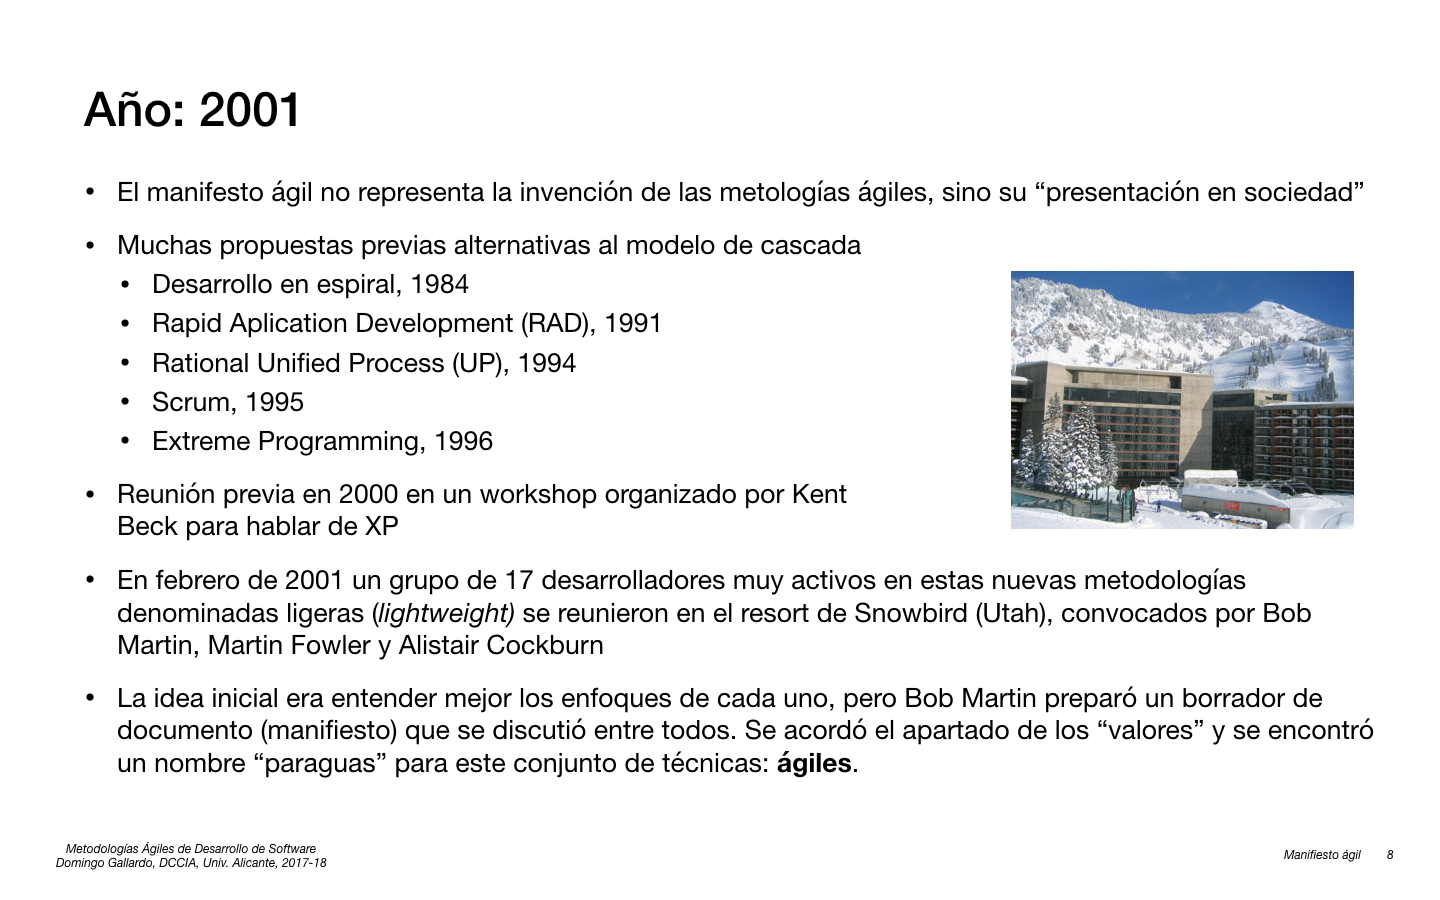 Año: 2001
• El manifesto ágil no representa la invención de las metologías ágiles, sino su “presentación en sociedad”
• Muchas propuestas previas alternativas al modelo de cascada
• Desarrollo en espiral, 1984
• Rapid Aplication Development (RAD), 1991
• Rational Unified Process (UP), 1994
• Scrum, 1995
• Extreme Programming, 1996
• Reunión previa en 2000 en un workshop organizado por Kent
Beck para hablar de XP
• En febrero de 2001 un grupo de 17 desarrolladores muy activos en estas nuevas metodologías
denominadas ligeras (lightweight) se reunieron en el resort de Snowbird (Utah), convocados por Bob
Martin, Martin Fowler y Alistair Cockburn
• La idea inicial era entender mejor los enfoques de cada uno, pero Bob Martin preparó un borrador de
documento (manifiesto) que se discutió entre todos. Se acordó el apartado de los “valores” y se encontró
un nombre “paraguas” para este conjunto de técnicas: ágiles.
Metodologías Ágiles de Desarrollo de Software
Domingo Gallardo, DCCIA, Univ. Alicante, 2017-18
Manifiesto ágil 8